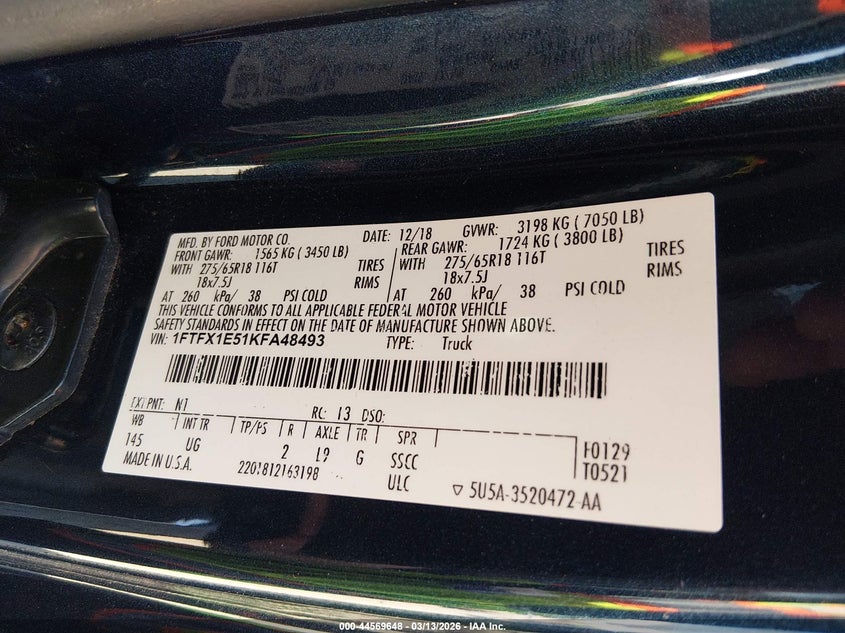 MFD. BY FORD MOTOR CO. DATE: 12/18 GVWR: 3198 KG ( 7050 LB)
FRONT GAWR: 1565 KG ( 3450 LB) REAR GAWR: 1724 KG ( 3800 LB)
WITH 275/65R18 116T TIRES WITH 275/65R18 116T TIRES
18x7.5J RIMS 18x7.5J RIMS
AT 260 kPa/ 38 PSI COLD AT 260 kPa/ 38 PSI COLD
THIS VEHICLE CONFORMS TO ALL APPLICABLE FEDERAL MOTOR VEHICLE
SAFETY STANDARDS IN EFFECT ON THE DATE OF MANUFACTURE SHOWN ABOVE.
VIN: 1FTFX1E51KFA48493 TYPE: Truck
EXT PNT: N1 RC: 13 DSO:
WB INT TR TP/PS R AXLE TR SPR F0129
145 UG 2 L9 G SSCC T0521
MADE IN U.S.A. 2201812163198 ULC ▽ 5U5A-3520472-AA
000-44569648 - 03/13/2026 - IAA Inc.